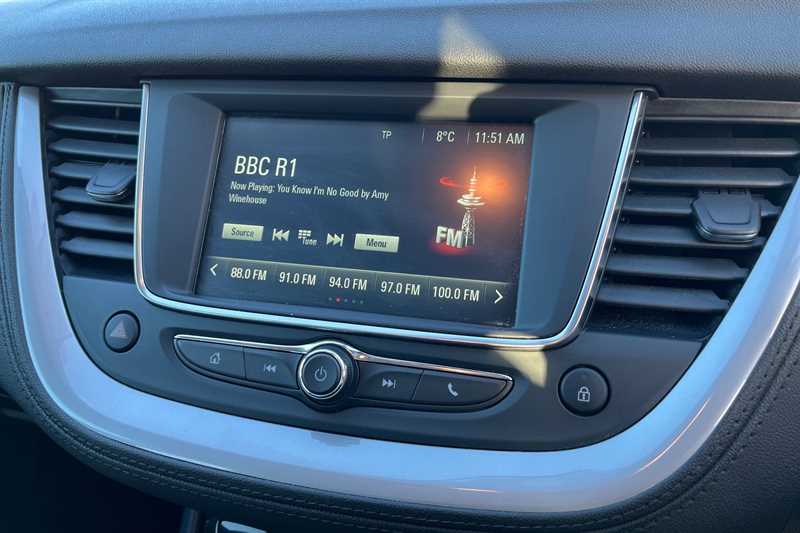 TP 8°C 11:51 AM
BBC R1
Now Playing: You Know I'm No Good by Amy
Winehouse
FM
Source Tune Menu
88.0 FM 91.0 FM 94.0 FM 97.0 FM 100.0 FM